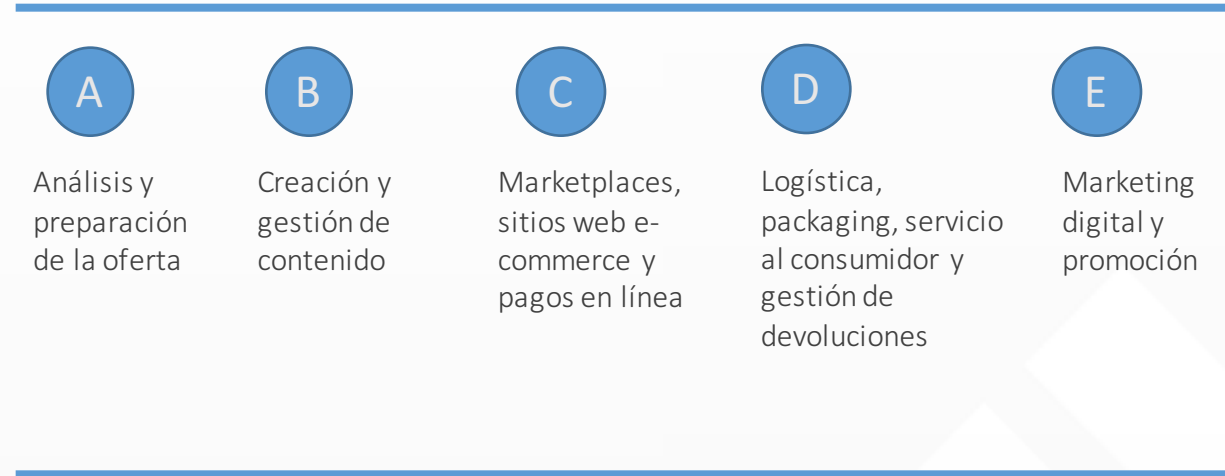 A
Análisis y
preparación
de la oferta
B
Creación y
gestión de
contenido
C
Marketplaces,
sitios web e-
commerce y
pagos en línea
D
Logística,
packaging, servicio
al consumidor y
gestión de
devoluciones
E
Marketing
digital y
promoción